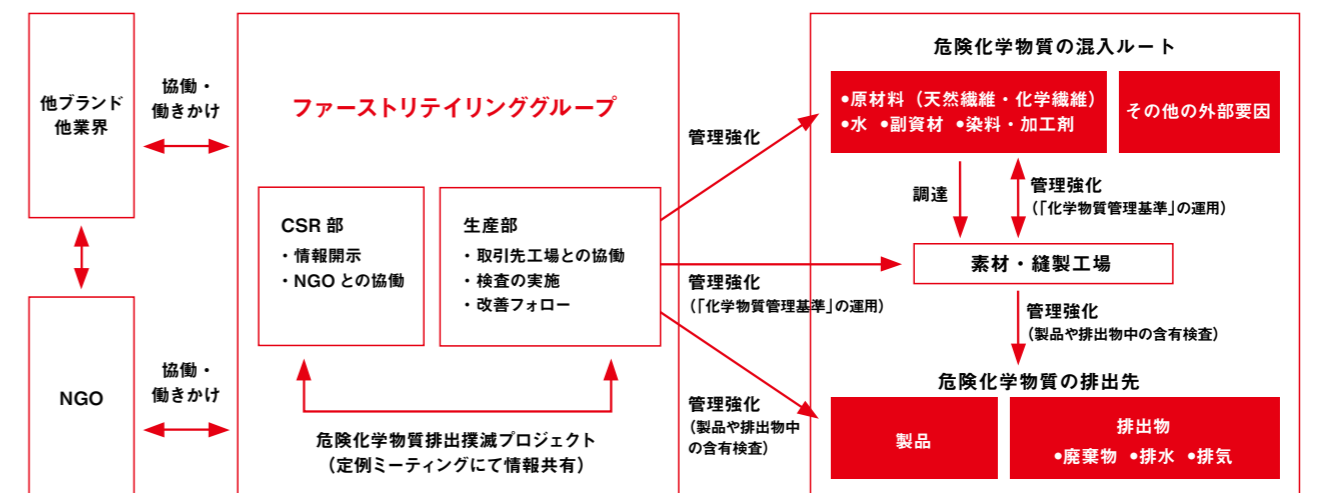 他ブランド
他業界
協働・
働きかけ
NGO
協働・
働きかけ
ファーストリテイリンググループ
CSR 部
・情報開示
・NGO との協働
生産部
・取引先工場との協働
・検査の実施
・改善フォロー
危険化学物質排出撲滅プロジェクト
（定例ミーティングにて情報共有）
管理強化
管理強化
（「化学物質管理基準」の運用）
管理強化
（製品や排出物中
の含有検査）
危険化学物質の混入ルート
●原材料（天然繊維・化学繊維）
●水 ●副資材 ●染料・加工剤
その他の外部要因
調達
管理強化
（「化学物質管理基準」の運用）
素材・縫製工場
管理強化
（製品や排出物中の含有検査）
危険化学物質の排出先
製品
排出物
●廃棄物 ●排水 ●排気